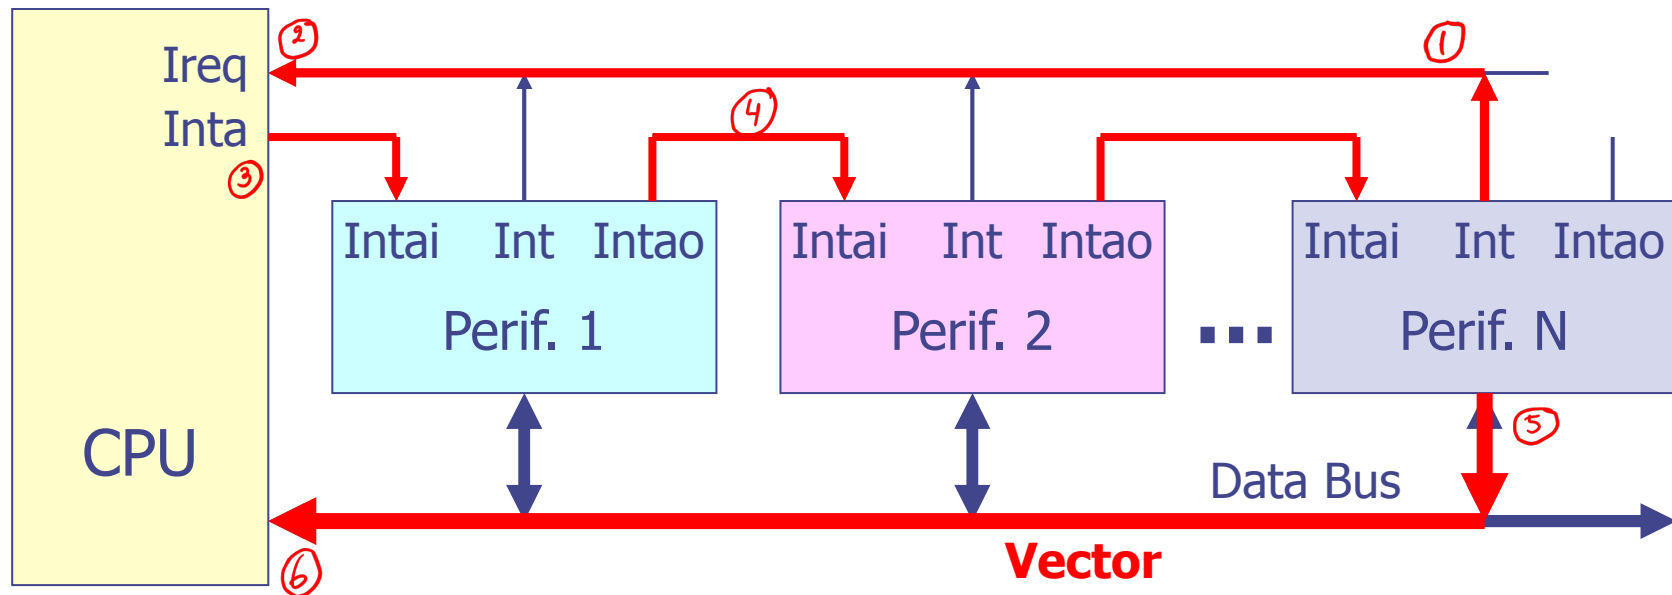 2
1
Ireq
4
Inta
3
Intai Int Intao
Intai Int Intao
Intai Int Intao
Perif. 1
Perif. 2
...
Perif. N
5
CPU
Data Bus
Vector
6